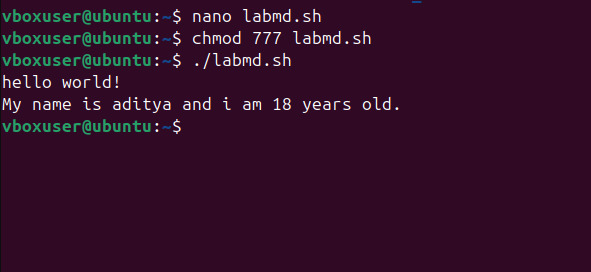 vboxuser@ubuntu:~$ nano labmd.sh
vboxuser@ubuntu:~$ chmod 777 labmd.sh
vboxuser@ubuntu:~$ ./labmd.sh
hello world!
My name is aditya and i am 18 years old.
vboxuser@ubuntu:~$